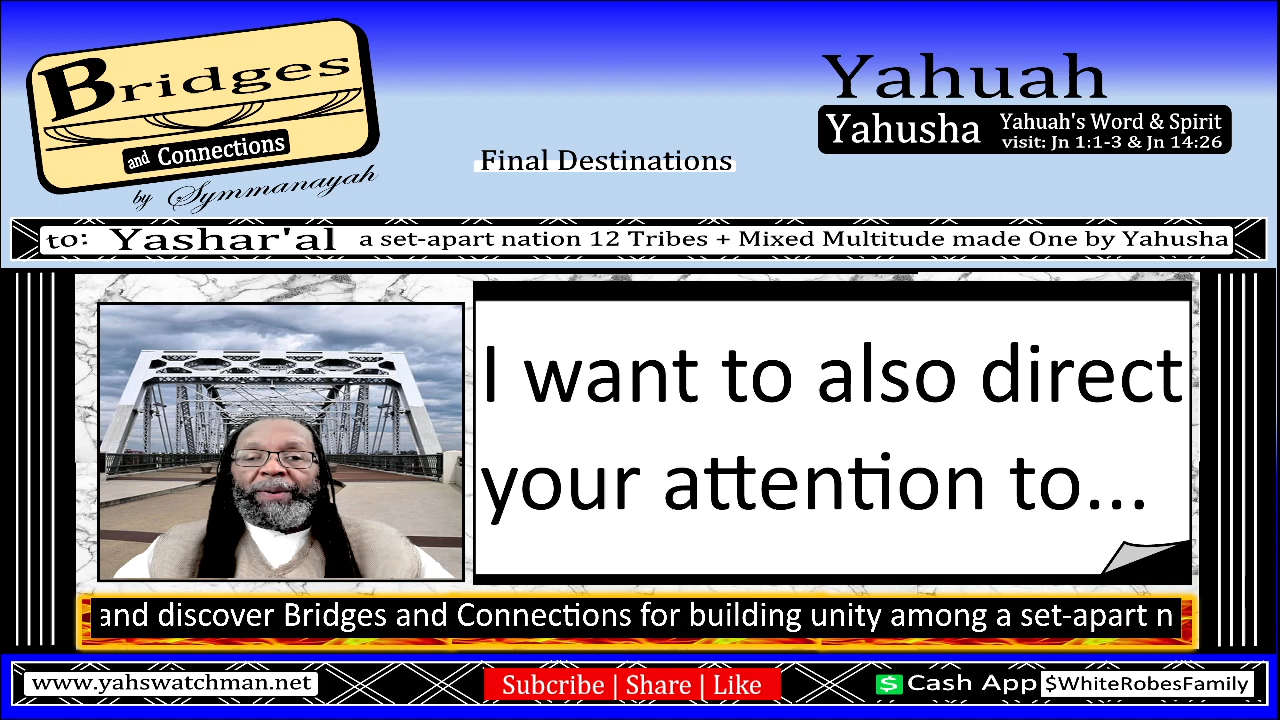 Bridges
and Connections
by Symmanayah
Final Destinations
Yahuah
Yahusha
Yahuah's Word & Spirit
visit: Jn 1:1-3 & Jn 14:26
to: Yashar'al a set-apart nation 12 Tribes + Mixed Multitude made One by Yahusha
I want to also direct
your attention to...
and discover Bridges and Connections for building unity among a set-apart n
www.yahswatchman.net
Subcribe | Share | Like
$ Cash App $WhiteRobesFamily